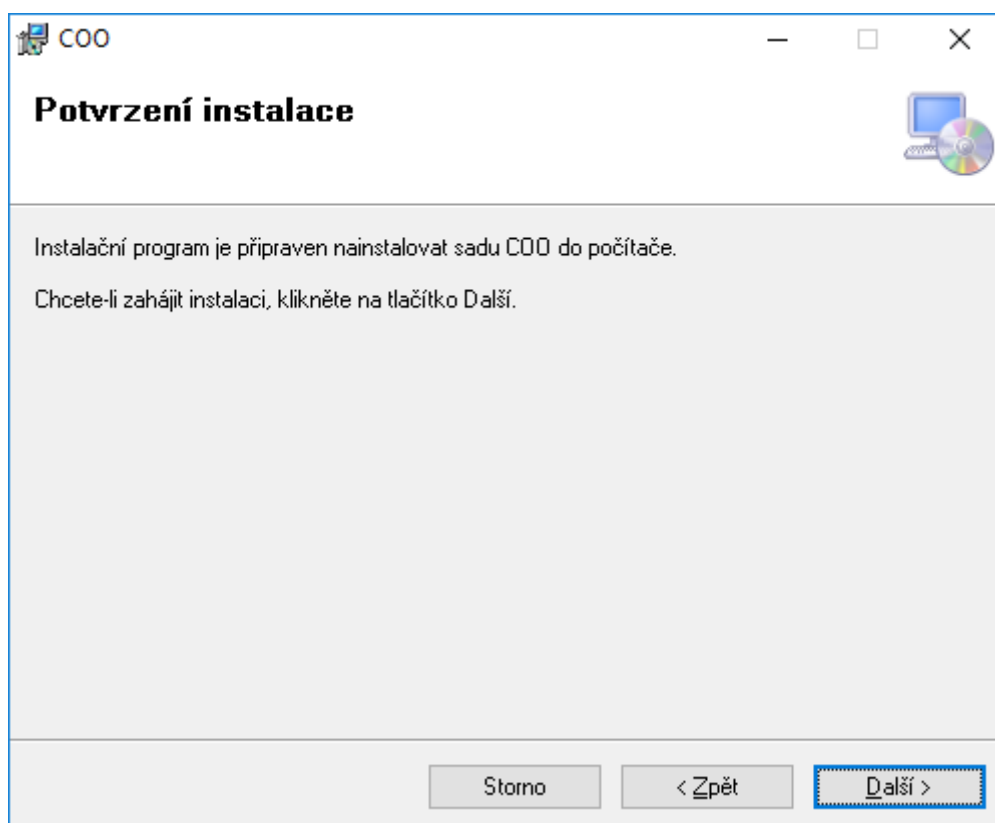 COO
Potvrzení instalace
Instalační program je připraven nainstalovat sadu COO do počítače.
Chcete-li zahájit instalaci, klikněte na tlačítko Další.
Storno
< Zpět
Další >